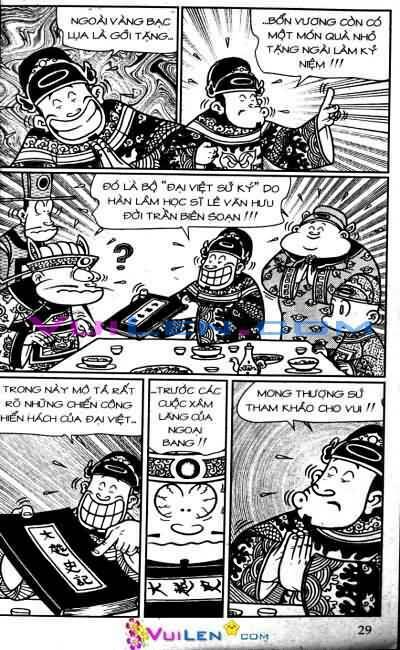 NGOÀI VÀNG BẠC
LỤA LÀ GỞI TẶNG...
...BỔN VƯƠNG CÒN CÓ
MỘT MÓN QUÀ NHỎ
TẶNG NGÀI LÀM KỶ
NIỆM !!!
ĐÓ LÀ BỘ "ĐẠI VIỆT SỬ KÝ" DO
HÀN LÂM HỌC SĨ LÊ VĂN HƯU
ĐỜI TRẦN BIÊN SOẠN !!!
?
VUILEN.COM
TRONG NÀY MÔ TẢ RẤT
RÕ NHỮNG CHIẾN CÔNG
HIỂN HÁCH CỦA ĐẠI VIỆT..
...TRƯỚC CÁC
CUỘC XÂM
LĂNG CỦA
NGOẠI
BANG !!
MONG THƯỢNG SỨ
THAM KHẢO CHO VUI !!
大越史記
29
VUILEN.COM